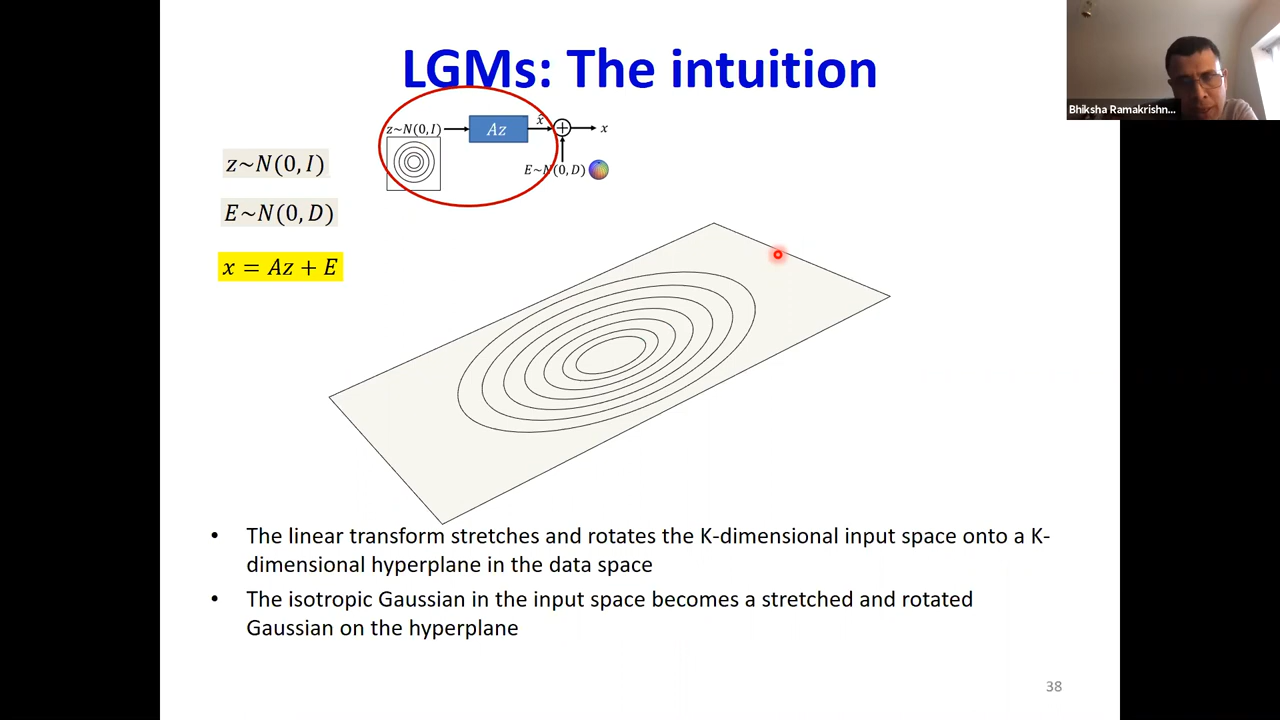 LGMs: The intuition
z~N(0, I)
Az
x̂
x
E~N(0, D)
z~N(0, I)
E~N(0, D)
x = Az + E
• The linear transform stretches and rotates the K-dimensional input space onto a K-
dimensional hyperplane in the data space
• The isotropic Gaussian in the input space becomes a stretched and rotated
Gaussian on the hyperplane
38
Bhiksha Ramakrishn...